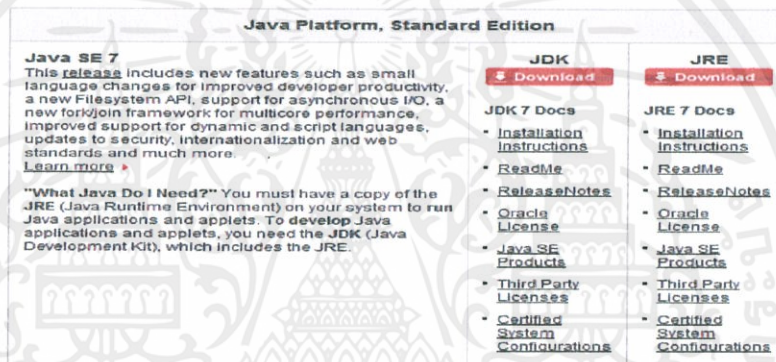 Java Platform, Standard Edition
Java SE 7
This release includes new features such as small
language changes for improved developer productivity,
a new Filesystem API, support for asynchronous I/O, a
new fork/join framework for multicore performance,
improved support for dynamic and script languages,
updates to security, internationalization and web
standards and much more.
Learn more
"What Java Do I Need?" You must have a copy of the
JRE (Java Runtime Environment) on your system to run
Java applications and applets. To develop Java
applications and applets, you need the JDK (Java
Development Kit), which includes the JRE.
JDK
Download
JDK 7 Docs
Installation
Instructions
ReadMe
ReleaseNotes
Oracle
License
Java SE
Products
Third Party
Licenses
Certified
System
Configurations
JRE
Download
JRE 7 Docs
Installation
Instructions
ReadMe
ReleaseNotes
Oracle
License
Java SE
Products
Third Party
Licenses
Certified
System
Configurations